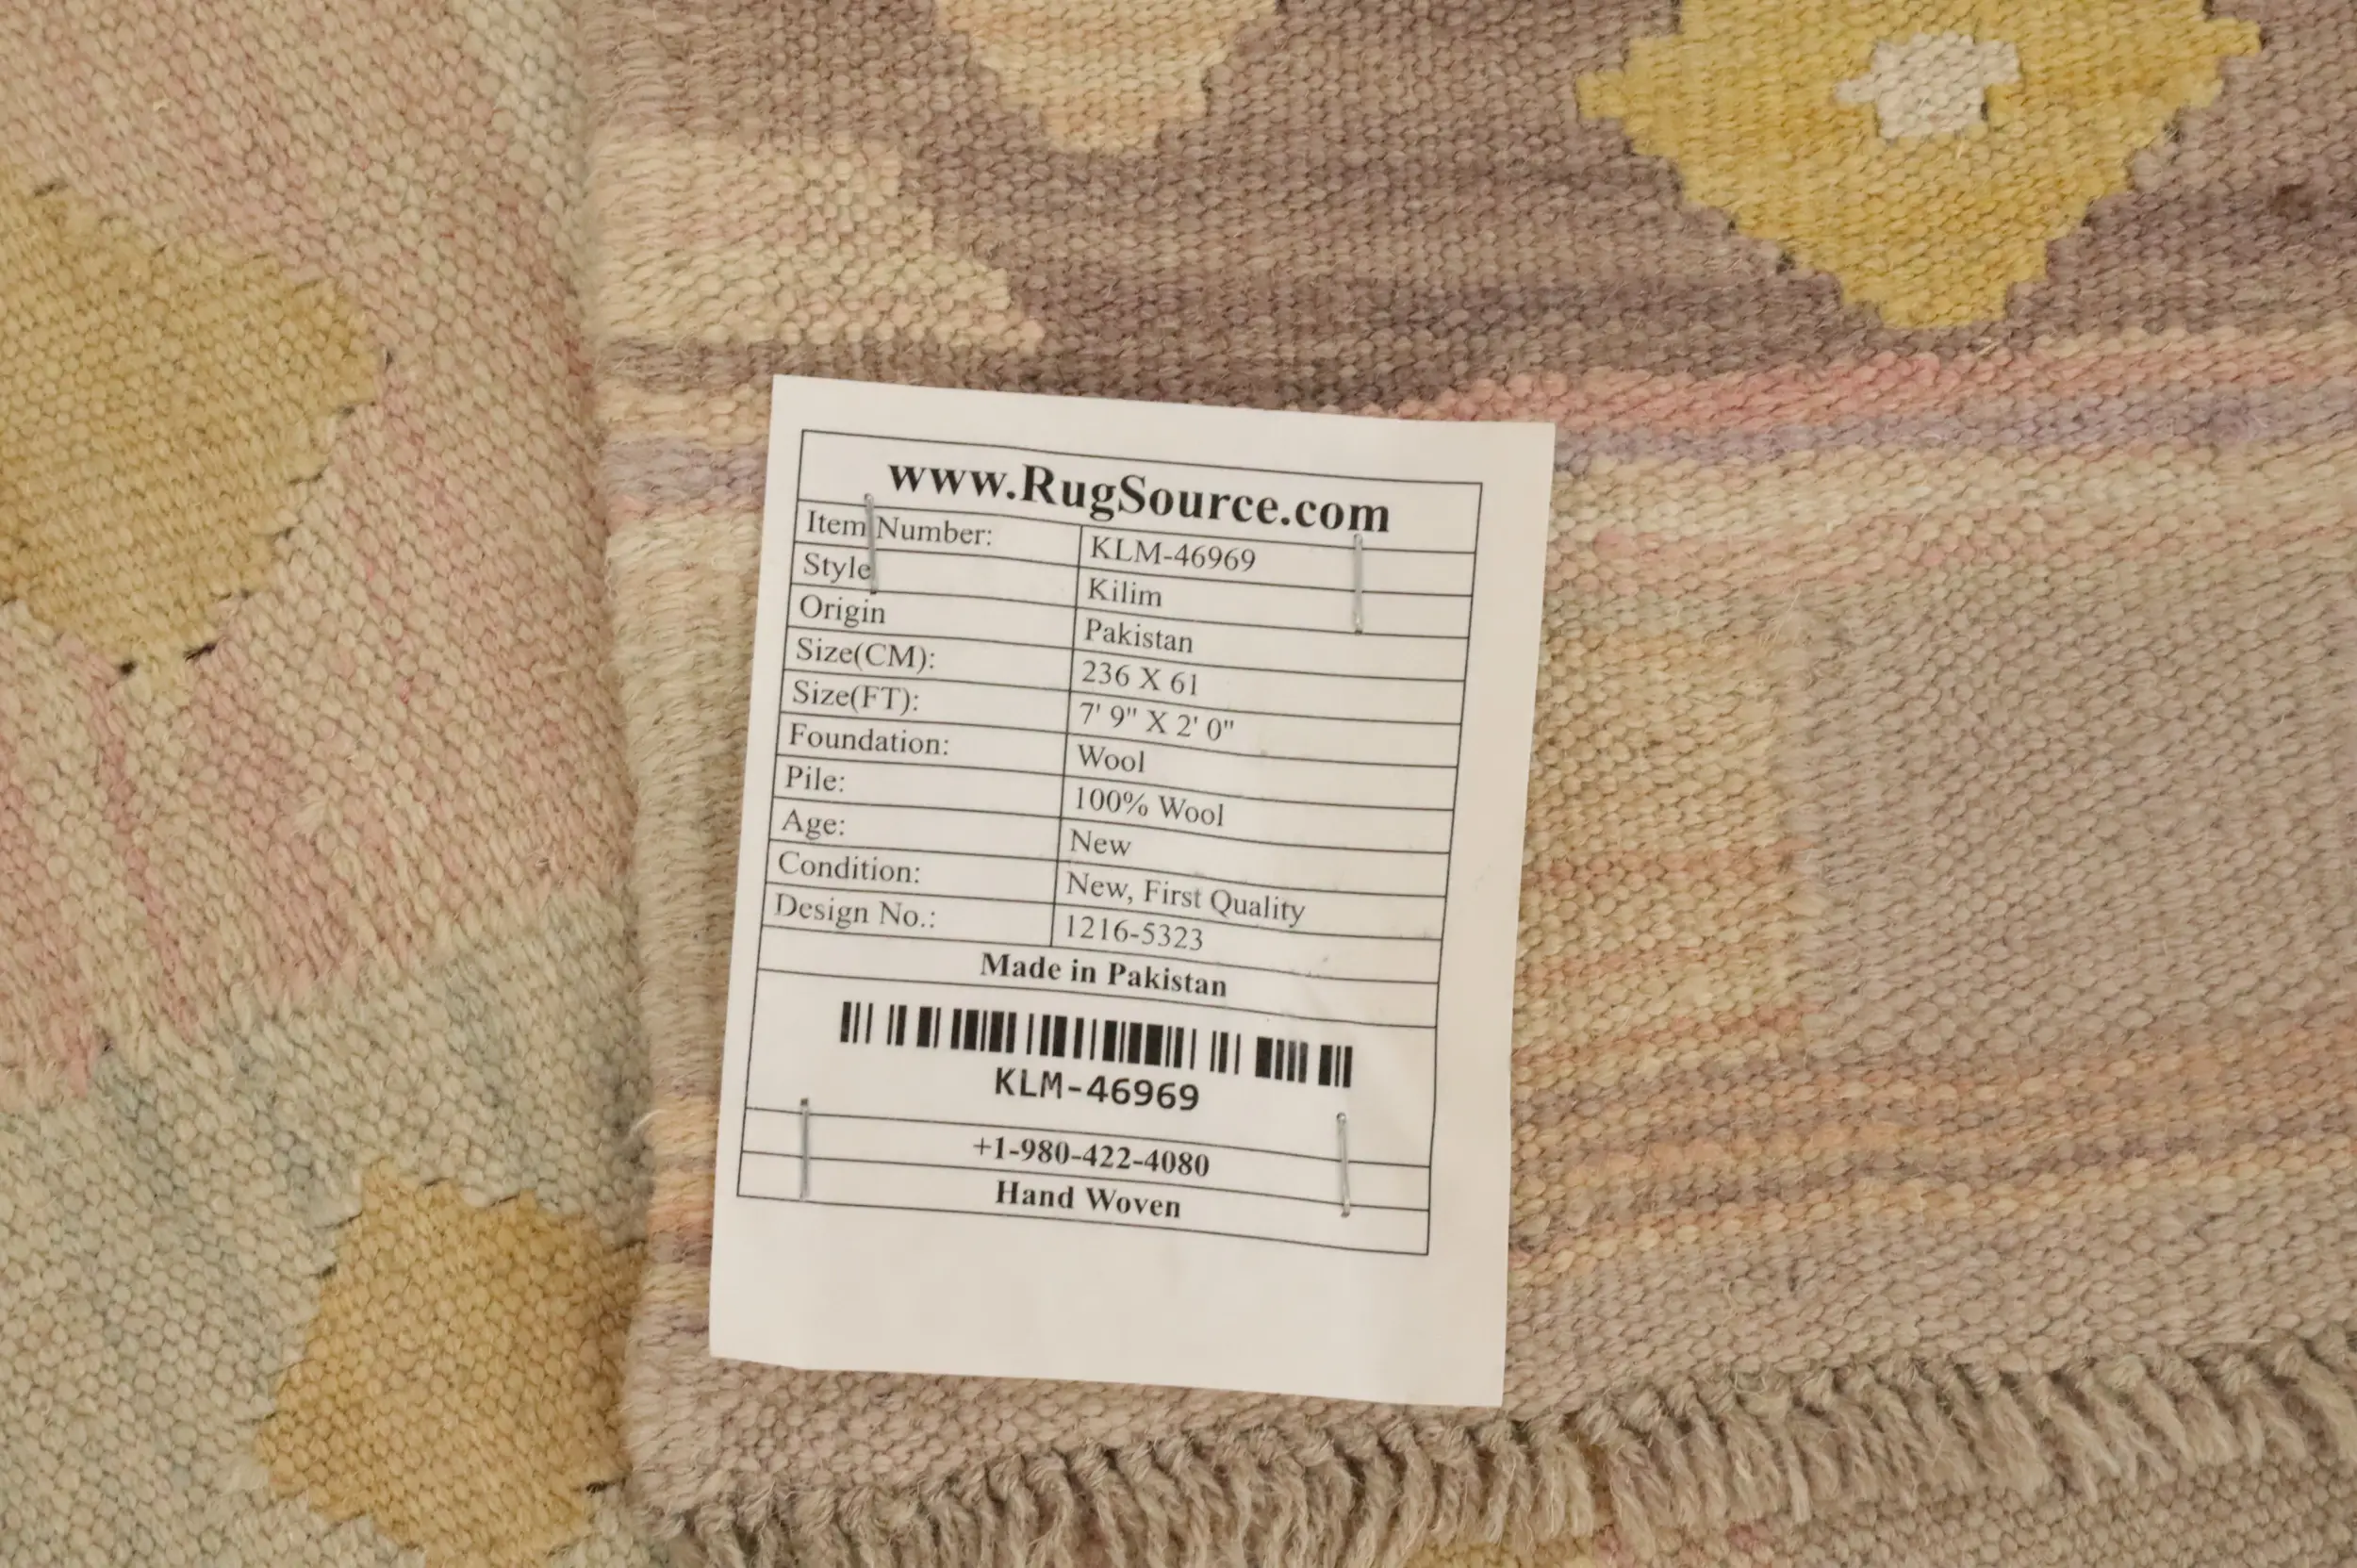 www.RugSource.com
Item Number: KLM-46969
Style Kilim
Origin Pakistan
Size(CM): 236 X 61
Size(FT): 7' 9" X 2' 0"
Foundation: Wool
Pile: 100% Wool
Age: New
Condition: New, First Quality
Design No.: 1216-5323
Made in Pakistan
KLM-46969
+1-980-422-4080
Hand Woven